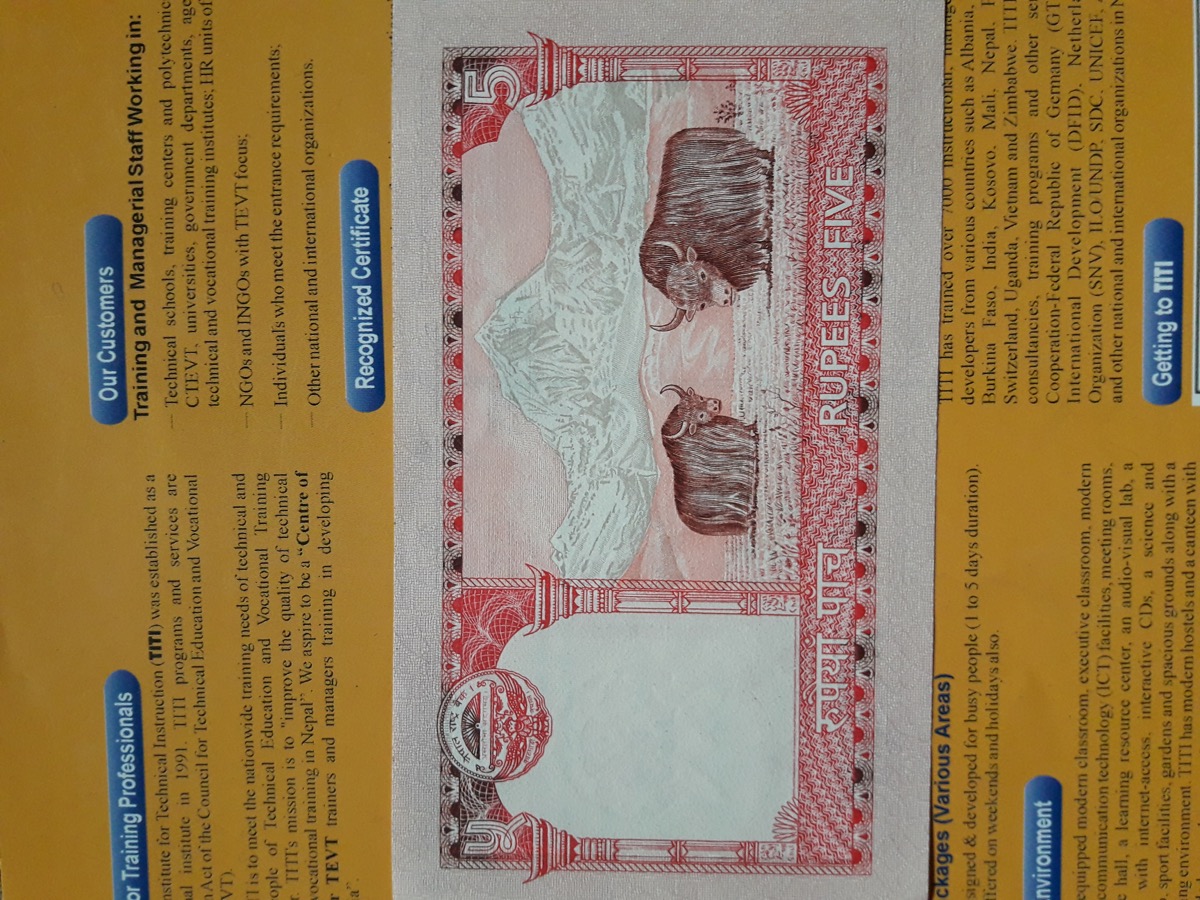 or Training Professionals
nstitute for Technical Instruction (TITI) was established as a
al institute in 1991. TITI programs and services are
n Act of the Council for Technical Education and Vocational
VT).
TI is to meet the nationwide training needs of technical and
ople of Technical Education and Vocational Training
r. TITI's mission is to "improve the quality of technical
vocational training in Nepal". We aspire to be a "Centre of
r TEVT trainers and managers training in developing
a".
Our Customers
Training and Managerial Staff Working in:
— Technical schools, training centers and polytechnic
CTEVT, universities, government departments, age
technical and vocational training institutes; HR units of
— NGOs and INGOs with TEVT focus;
— Individuals who meet the entrance requirements;
— Other national and international organizations.
Recognized Certificate
५
नेपाल राष्ट्र बैंक
5
रुपैयाँ पाँच
RUPEES FIVE
ckages (Various Areas)
signed & developed for busy people (1 to 5 days duration).
ffered on weekends and holidays also.
nvironment
equipped modern classroom, executive classroom, modern
communication technology (ICT) facilities, meeting rooms,
e hall, a learning resource center, an audio-visual lab, a
with internet-access, interactive CDs, a science and
, sport facilities, gardens and spacious grounds along with a
ng environment. TITI has modern hostels and a canteen with
TITI has trained over 7000 instructional, manage
developers from various countries such as Albania,
Burkina Faso, India, Kosovo, Mali, Nepal, P
Switzerland, Uganda, Vietnam and Zimbabwe. TITI
consultancies, training programs and other se
Cooperation-Federal Republic of Germany (GT
International Development (DFID), Netherla
Organization (SNV), ILO/UNDP, SDC, UNICEF,
and other national and international organizations in N
Getting to TITI